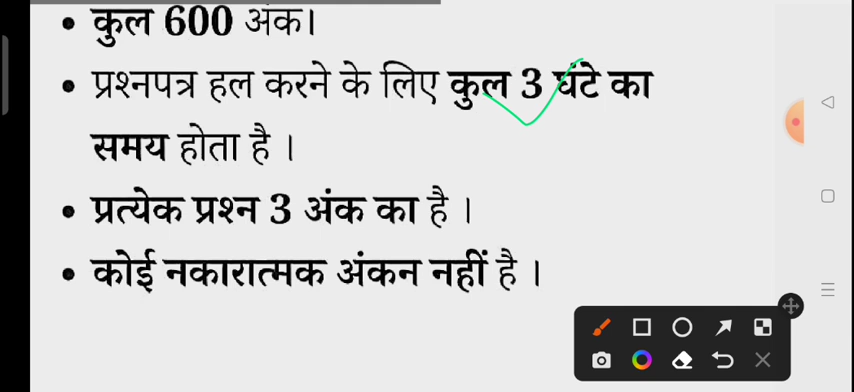 • कुल 600 अंक।
• प्रश्नपत्र हल करने के लिए कुल 3 घंटे का
समय होता है ।
• प्रत्येक प्रश्न 3 अंक का है ।
• कोई नकारात्मक अंकन नहीं है ।